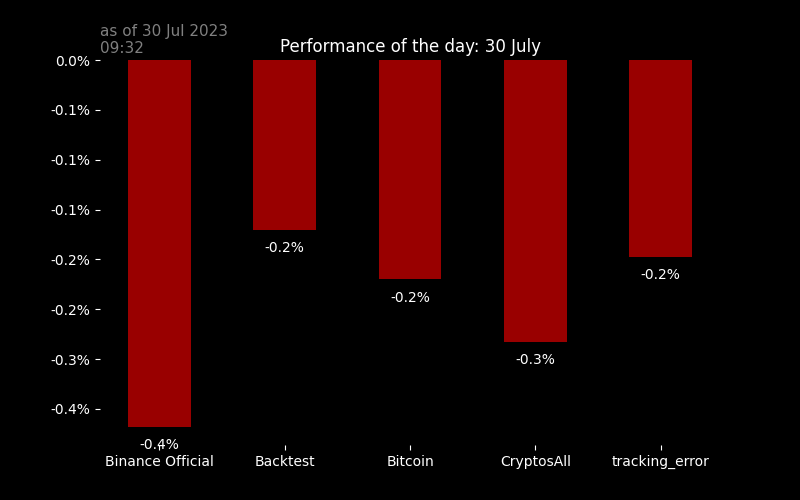 as of 30 Jul 2023
09:32
Performance of the day: 30 July
0.0%
-0.1%
-0.1%
-0.1%
-0.2%
-0.2%
-0.3%
-0.4%
-0.4%
-0.2%
-0.2%
-0.3%
-0.2%
Binance Official
Backtest
Bitcoin
CryptosAll
tracking_error